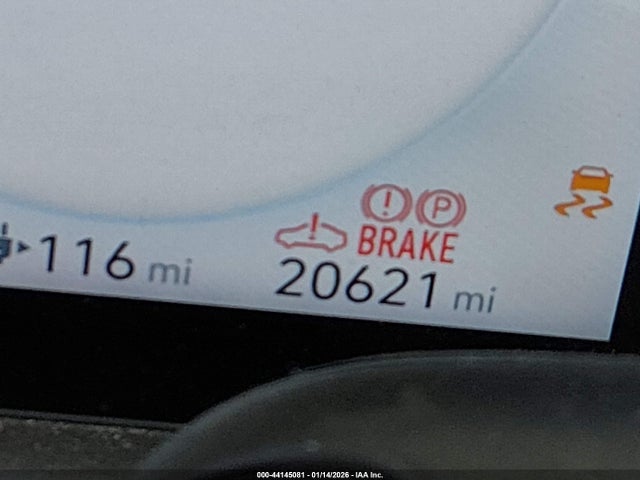 ! P
BRAKE
116 mi
20621 mi
000-44145081 - 01/14/2026 - IAA Inc.